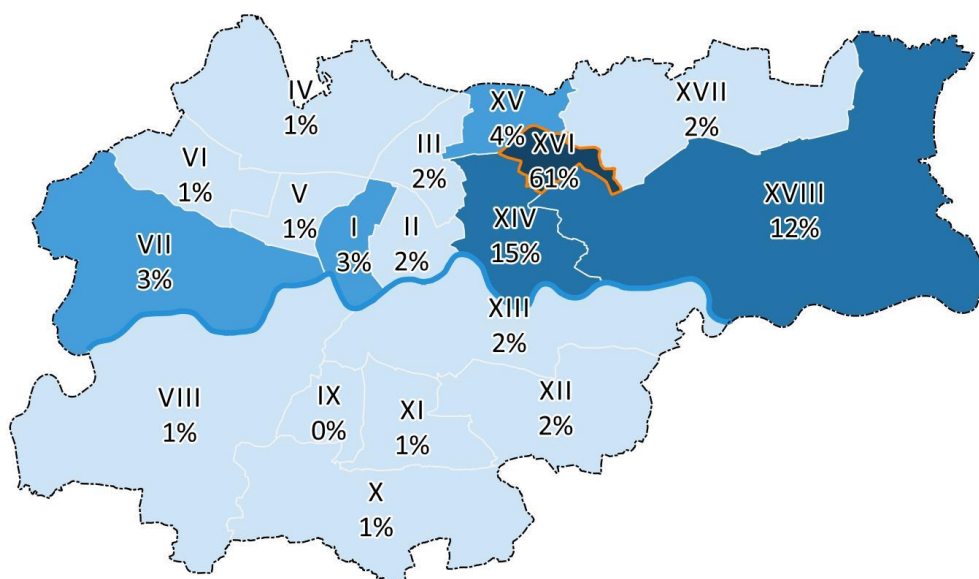 IV
1%
XV
4%
XVII
2%
III
2%
XVI
61%
VI
1%
V
1%
XVIII
12%
XIV
15%
I
3%
II
2%
VII
3%
XIII
2%
VIII
1%
IX
0%
XI
1%
XII
2%
X
1%